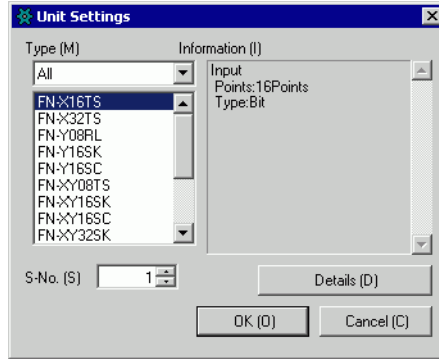 Unit Settings
Type (M)
Information (I)
All
FN-X16TS
FN-X32TS
FN-Y08RL
FN-Y16SK
FN-Y16SC
FN-XY08TS
FN-XY16SK
FN-XY16SC
FN-XY32SK
Input
Points:16Points
Type:Bit
S-No. (S)
1
Details (D)
OK (O)
Cancel (C)